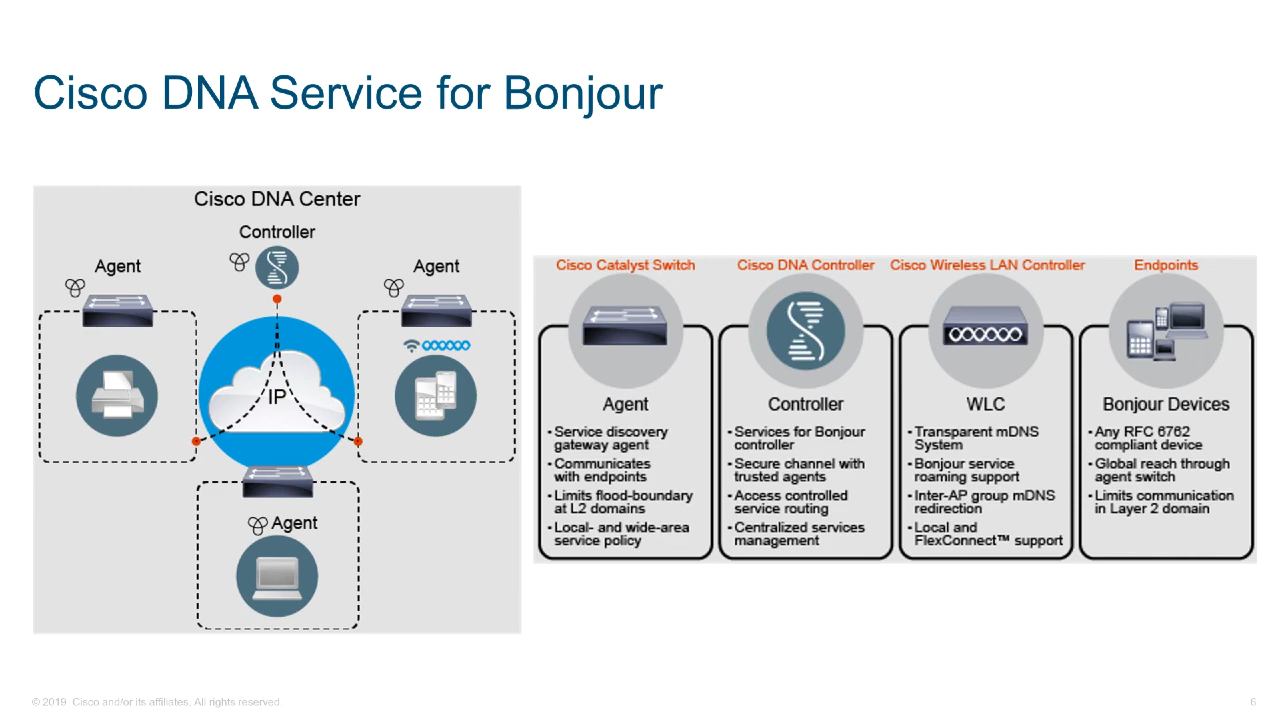 Cisco DNA Service for Bonjour
Cisco DNA Center
Controller
Agent
Agent
IP
Agent
Cisco Catalyst Switch
Agent
• Service discovery
gateway agent
• Communicates
with endpoints
• Limits flood-boundary
at L2 domains
• Local- and wide-area
service policy
Cisco DNA Controller
Controller
• Services for Bonjour
controller
• Secure channel with
trusted agents
• Access controlled
service routing
• Centralized services
management
Cisco Wireless LAN Controller
WLC
• Transparent mDNS
System
• Bonjour service
roaming support
• Inter-AP group mDNS
redirection
• Local and
FlexConnect™ support
Endpoints
Bonjour Devices
• Any RFC 6762
compliant device
• Global reach through
agent switch
• Limits communication
in Layer 2 domain
© 2019 Cisco and/or its affiliates. All rights reserved.
6